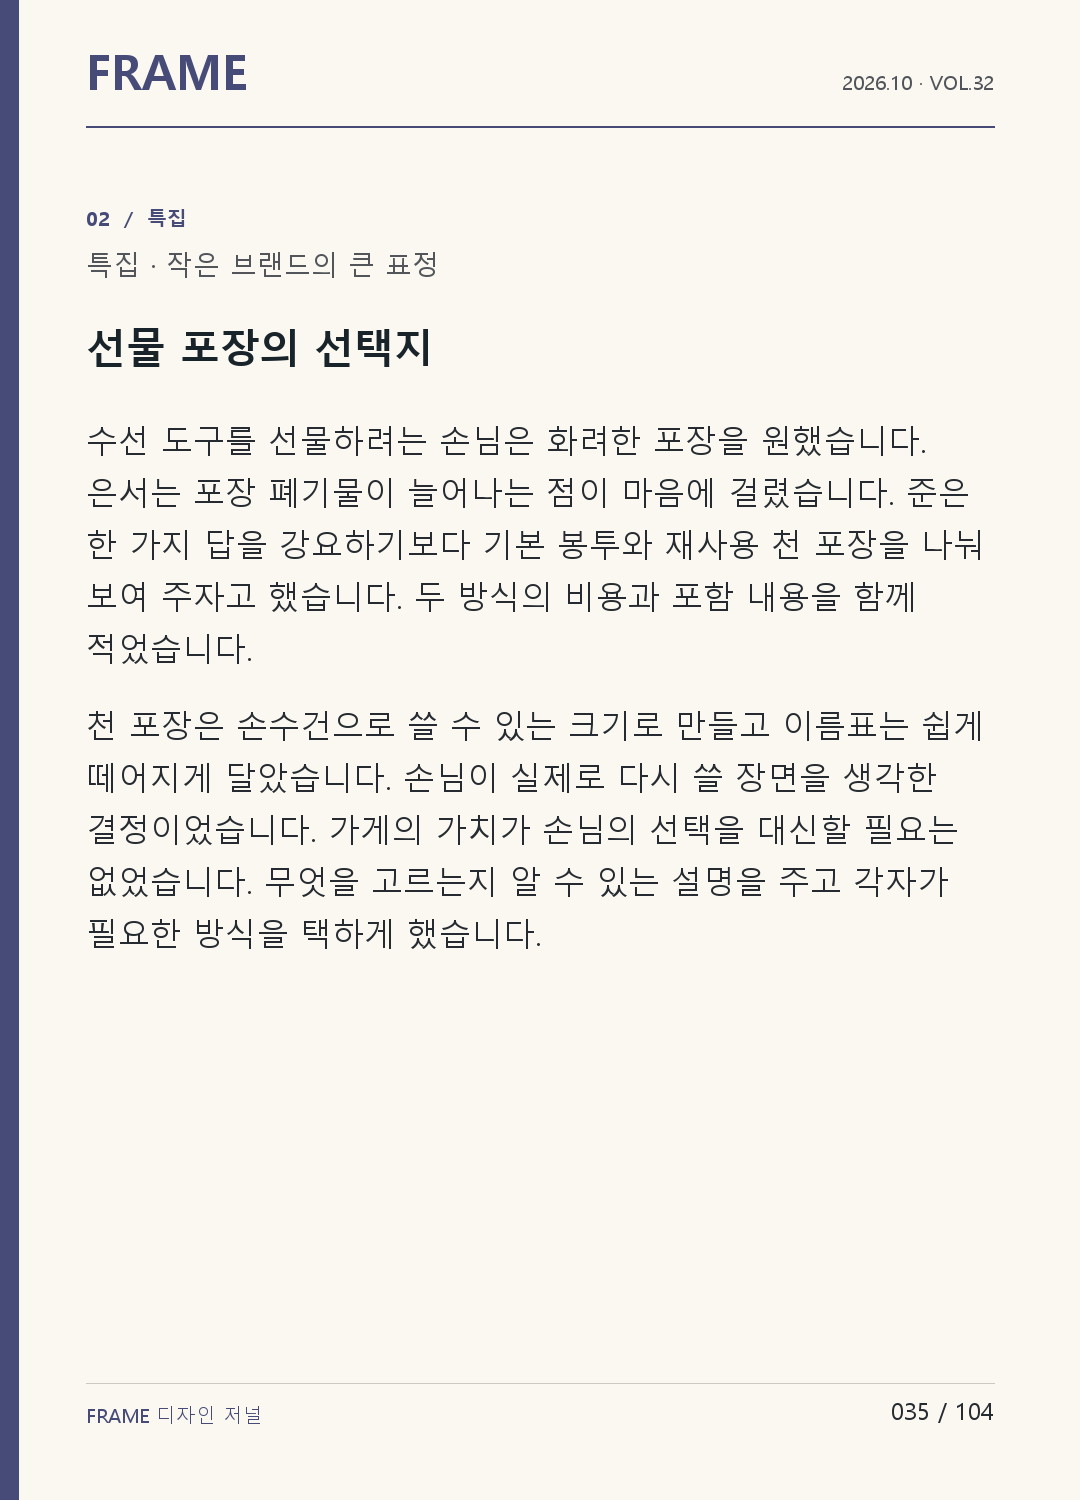 FRAME
2026.10 · VOL.32
02 / 특집
특집 · 작은 브랜드의 큰 표정
선물 포장의 선택지
수선 도구를 선물하려는 손님은 화려한 포장을 원했습니다.
은서는 포장 폐기물이 늘어나는 점이 마음에 걸렸습니다. 준은
한 가지 답을 강요하기보다 기본 봉투와 재사용 천 포장을 나눠
보여 주자고 했습니다. 두 방식의 비용과 포함 내용을 함께
적었습니다.
천 포장은 손수건으로 쓸 수 있는 크기로 만들고 이름표는 쉽게
떼어지게 달았습니다. 손님이 실제로 다시 쓸 장면을 생각한
결정이었습니다. 가게의 가치가 손님의 선택을 대신할 필요는
없었습니다. 무엇을 고르는지 알 수 있는 설명을 주고 각자가
필요한 방식을 택하게 했습니다.
FRAME 디자인 저널
035 / 104